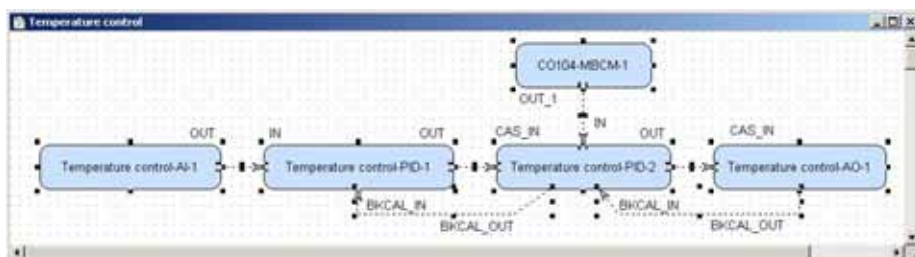 Temperature control
CO104-MBCM-1
OUT_1
IN
OUT IN OUT CAS_IN OUT CAS_IN
Temperature control-AI-1 Temperature control-PID-1 Temperature control-PID-2 Temperature control-AO-1
BKCAL_IN BKCAL_IN
BKCAL_OUT BKCAL_OUT